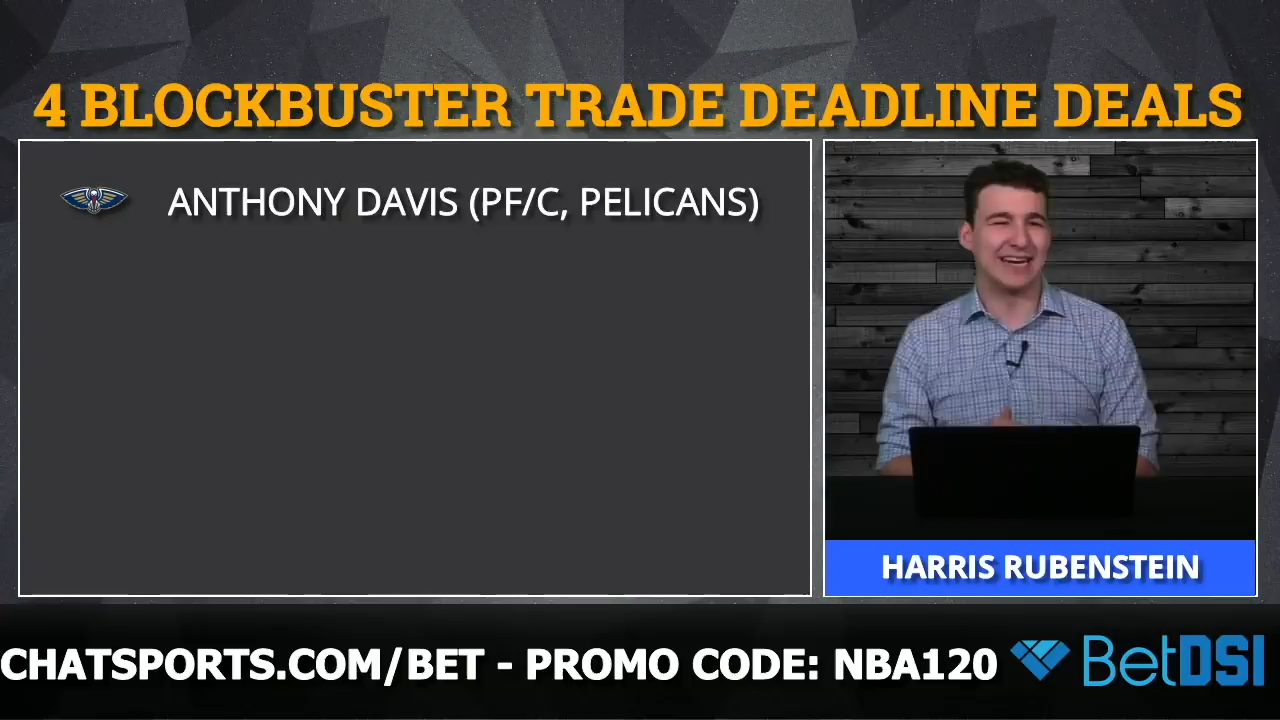 4 BLOCKBUSTER TRADE DEADLINE DEALS
ANTHONY DAVIS (PF/C, PELICANS)
HARRIS RUBENSTEIN
CHATSPORTS.COM/BET - PROMO CODE: NBA120 BetDSI